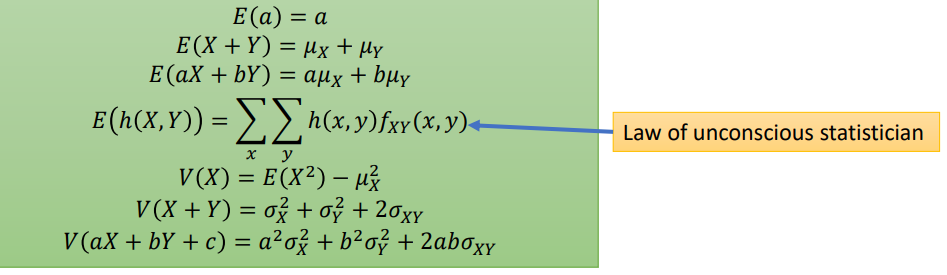 E(a) = a
E(X + Y) = μ_X + μ_Y
E(aX + bY) = aμ_X + bμ_Y
E(h(X, Y)) = ∑_x ∑_y h(x, y)f_XY(x, y)
Law of unconscious statistician
V(X) = E(X²) − μ_X²
V(X + Y) = σ_X² + σ_Y² + 2σ_XY
V(aX + bY + c) = a²σ_X² + b²σ_Y² + 2abσ_XY